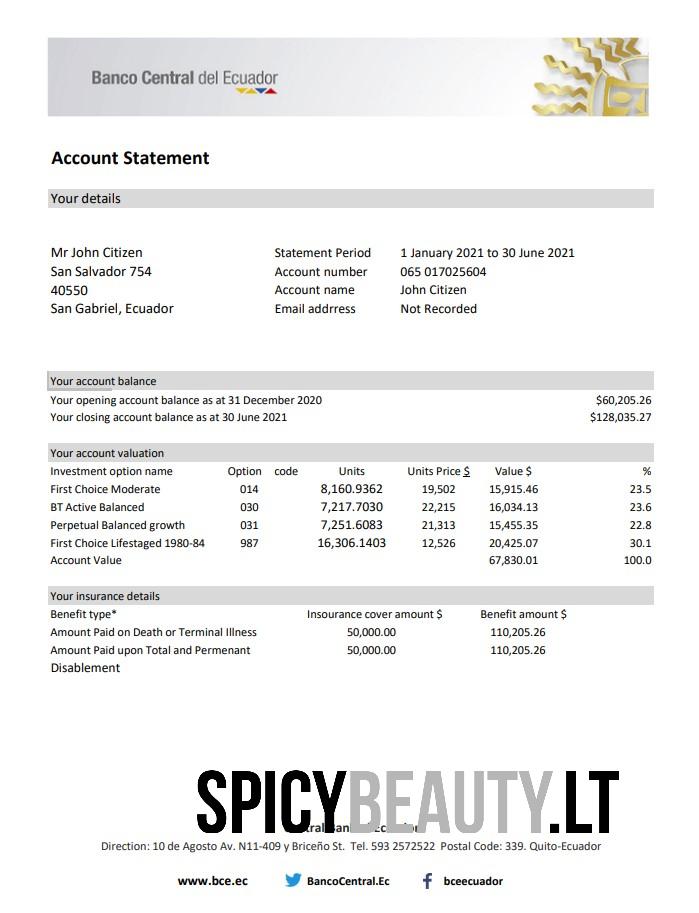 Banco Central del Ecuador
Account Statement
Your details
Mr John Citizen Statement Period 1 January 2021 to 30 June 2021
San Salvador 754 Account number 065 017025604
40550 Account name John Citizen
San Gabriel, Ecuador Email addrress Not Recorded
Your account balance
Your opening account balance as at 31 December 2020 $60,205.26
Your closing account balance as at 30 June 2021 $128,035.27
Your account valuation
Investment option name Option code Units Units Price $ Value $ %
First Choice Moderate 014 8,160.9362 19,502 15,915.46 23.5
BT Active Balanced 030 7,217.7030 22,215 16,034.13 23.6
Perpetual Balanced growth 031 7,251.6083 21,313 15,455.35 22.8
First Choice Lifestaged 1980-84 987 16,306.1403 12,526 20,425.07 30.1
Account Value 67,830.01 100.0
Your insurance details
Benefit type* Insourance cover amount $ Benefit amount $
Amount Paid on Death or Terminal Illness 50,000.00 110,205.26
Amount Paid upon Total and Permenant 50,000.00 110,205.26
Disablement
SPICYBEAUTY.LT
Direction: 10 de Agosto Av. N11-409 y Briceño St. Tel. 593 2572522 Postal Code: 339. Quito-Ecuador
www.bce.ec BancoCentral.Ec bceecuador